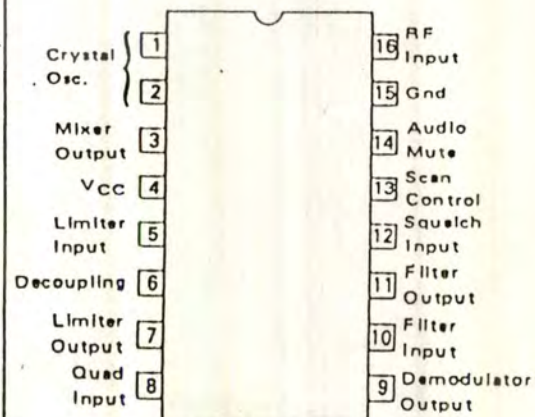 Crystal
Osc.
1
2
Mixer
Output
3
VCC
4
Limiter
Input
5
Decoupling
6
Limiter
Output
7
Quad
Input
8
16
RF
Input
15
Gnd
14
Audio
Mute
13
Scan
Control
12
Squelch
Input
11
Filter
Output
10
Filter
Input
9
Demodulator
Output